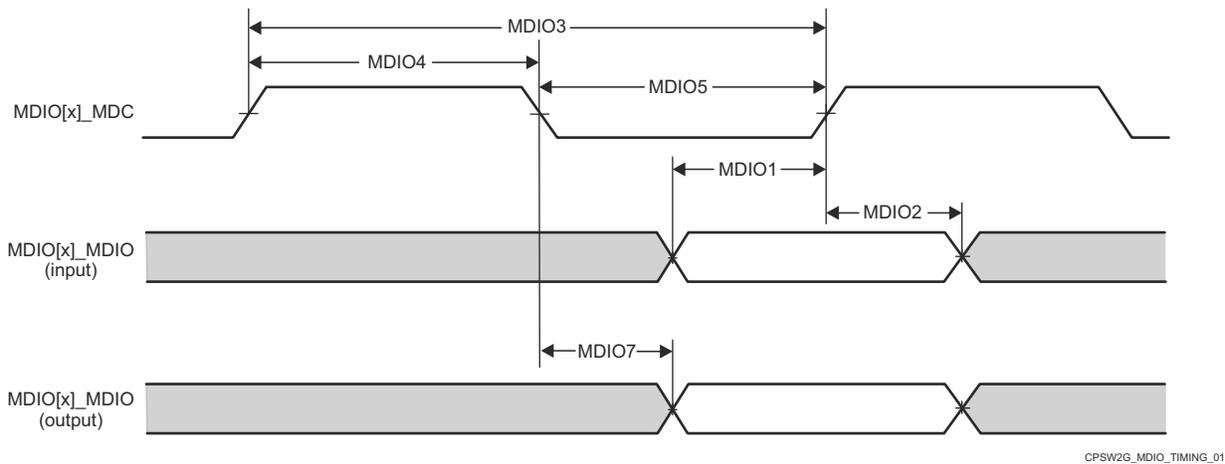 MDIO3
MDIO4
MDIO5
MDIO[x]_MDC
MDIO1
MDIO2
MDIO[x]_MDIO
(input)
MDIO7
MDIO[x]_MDIO
(output)
CPSW2G_MDIO_TIMING_01